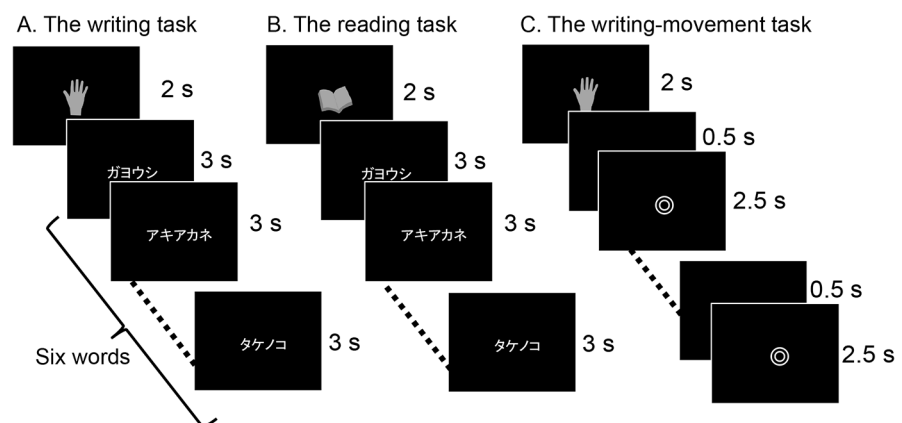 A. The writing task
2 s
ガヨウシ
3 s
アキアカネ
3 s
タケノコ
3 s
Six words
B. The reading task
2 s
ガヨウシ
3 s
アキアカネ
3 s
タケノコ
3 s
C. The writing-movement task
2 s
0.5 s
2.5 s
0.5 s
2.5 s